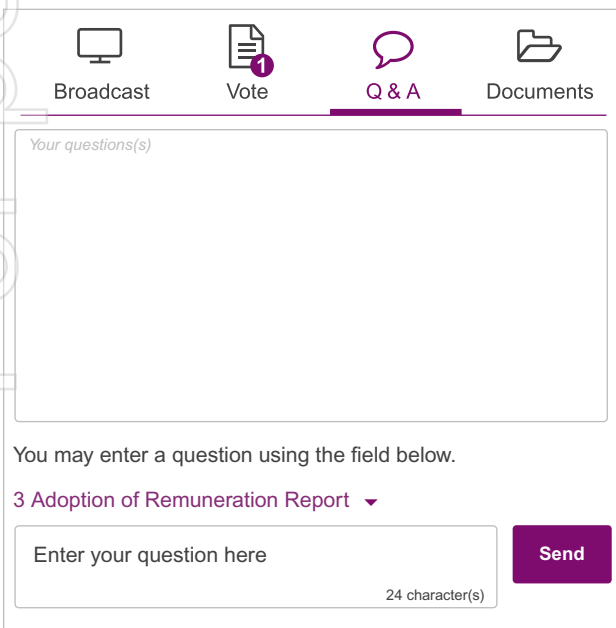 Broadcast
Vote
1
Q & A
Documents
Your questions(s)
You may enter a question using the field below.
3 Adoption of Remuneration Report
Enter your question here
Send
24 character(s)